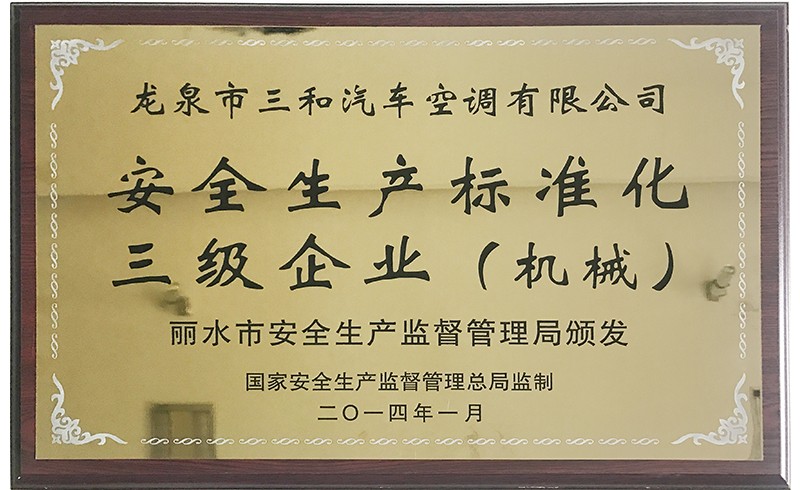 龙泉市三和汽车空调有限公司
安全生产标准化
三级企业（机械）
丽水市安全生产监督管理局颁发
国家安全生产监督管理总局监制
二〇一四年一月